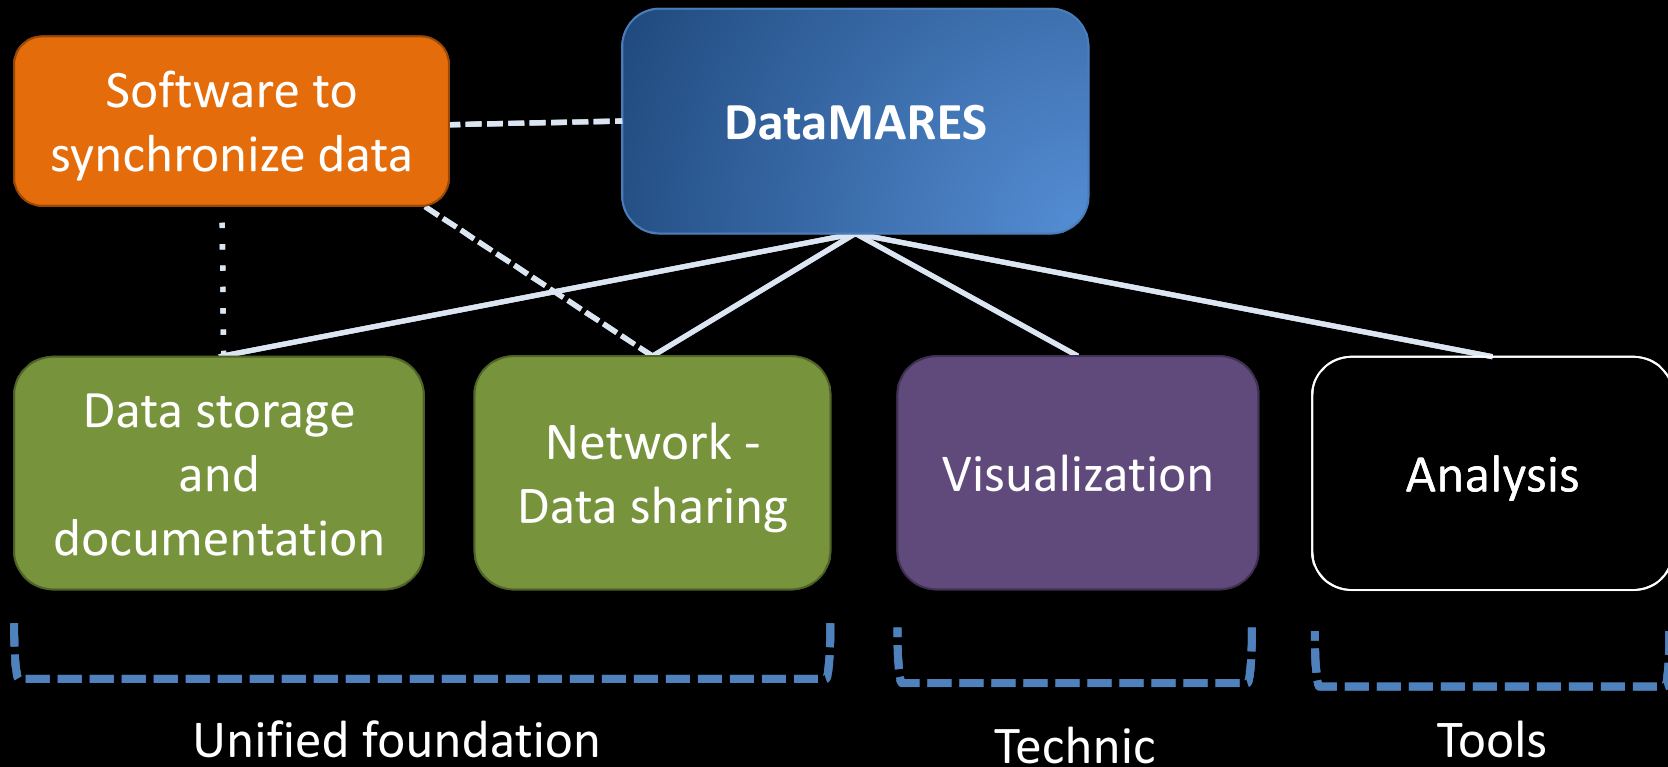 Software to
synchronize data
DataMARES
Data storage
and
documentation
Network -
Data sharing
Visualization
Analysis
Unified foundation
Technic
Tools